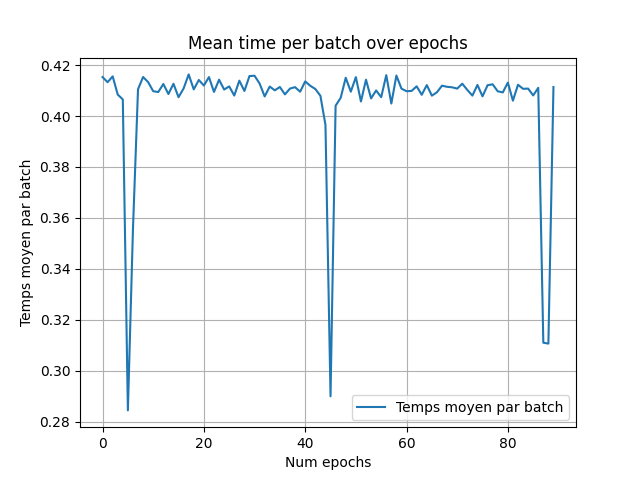 Mean time per batch over epochs
Temps moyen par batch
0.42
0.40
0.38
0.36
0.34
0.32
0.30
0.28
Temps moyen par batch
0 20 40 60 80
Num epochs